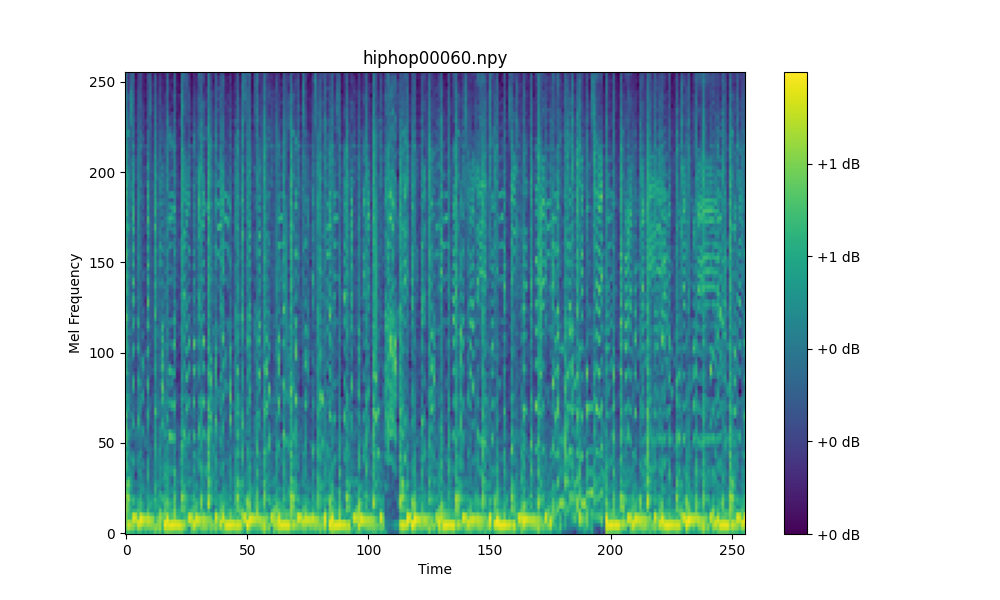 hiphop00060.npy
Mel Frequency
250
200
150
100
50
0
0 50 100 150 200 250
Time
+1 dB
+1 dB
+0 dB
+0 dB
+0 dB